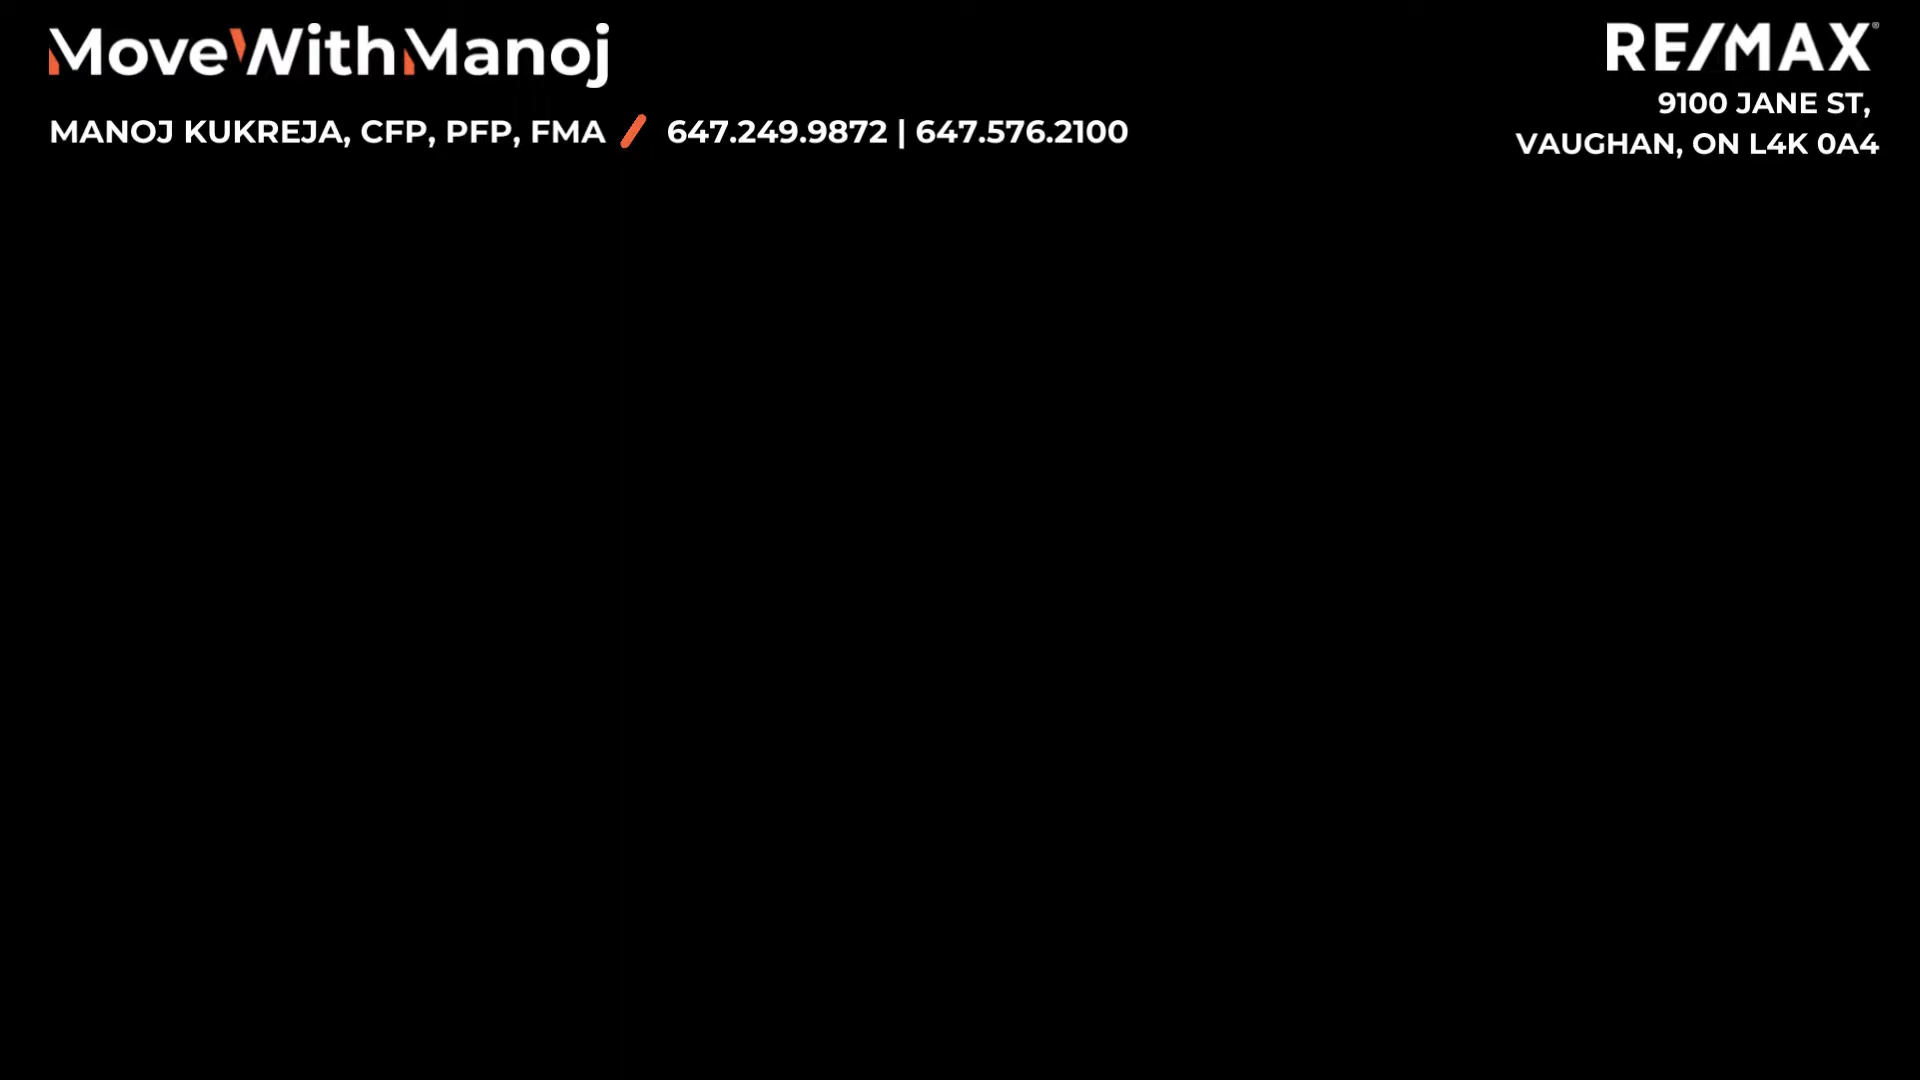 MoveWithManoj
MANOJ KUKREJA, CFP, PFP, FMA / 647.249.9872 | 647.576.2100
RE/MAX®
9100 JANE ST,
VAUGHAN, ON L4K 0A4